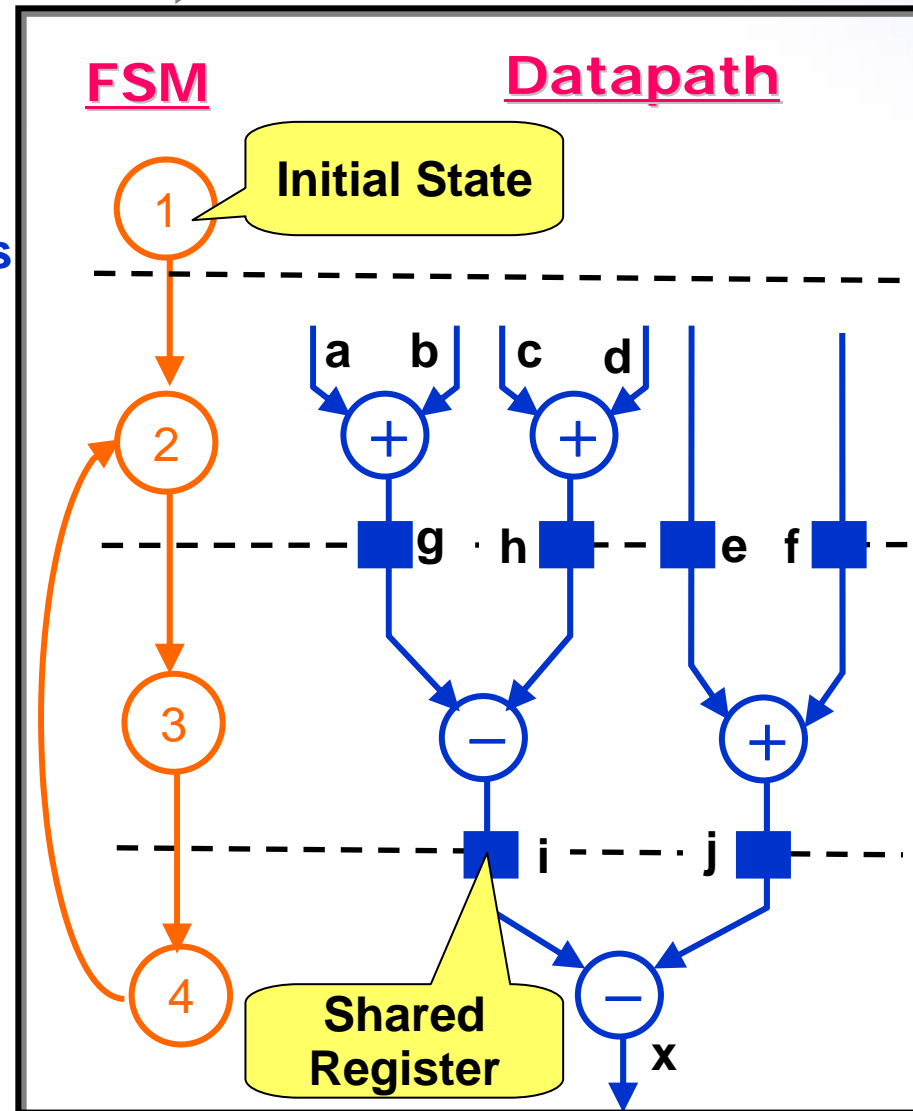 FSM
Datapath
Initial State
1
s
a
b
c
d
2
+
+
g
h
e
f
3
−
+
i
j
4
−
Shared
Register
x